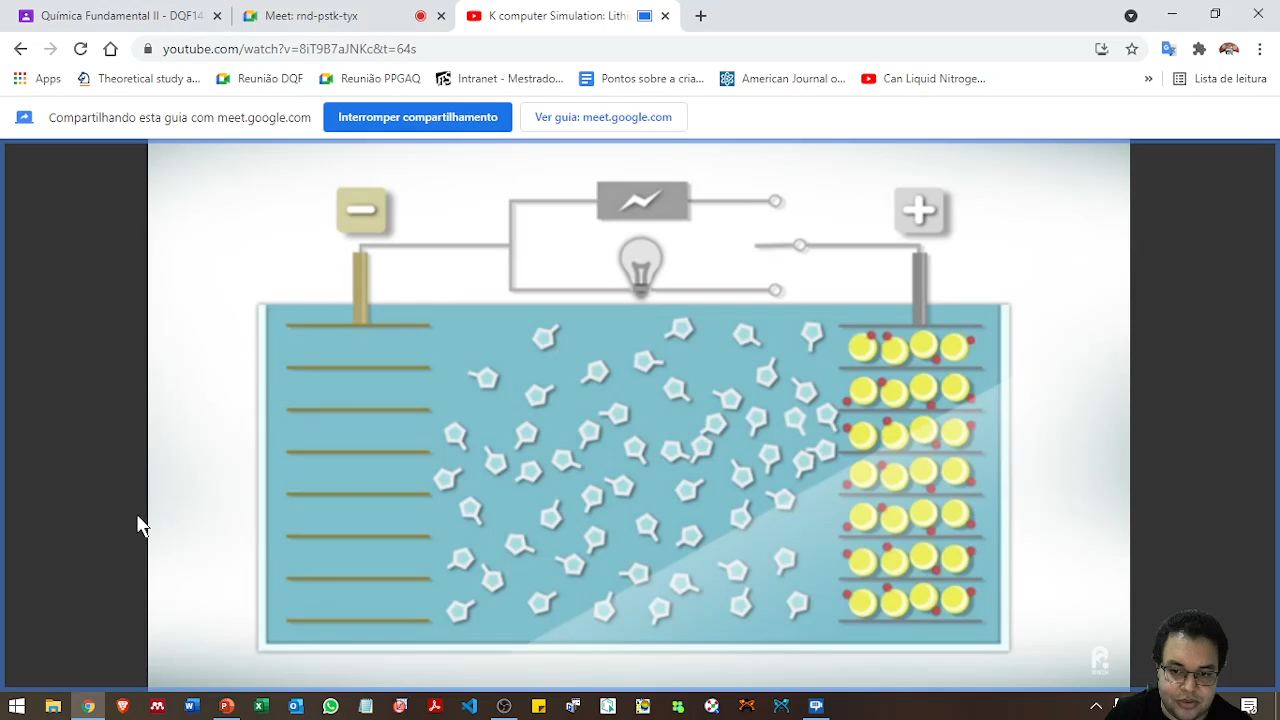 Química Fundamental II - DQF14
Meet: rnd-pstk-tyx
K computer Simulation: Lith
youtube.com/watch?v=8iT9B7aJNKc&t=64s
Apps
Theoretical study a...
Reunião DQF
Reunião PPGAQ
Intranet - Mestrado...
Pontos sobre a cria...
American Journal o...
Can Liquid Nitroge...
»
Lista de leitura
Compartilhando esta guia com meet.google.com
Interromper compartilhamento
Ver guia: meet.google.com